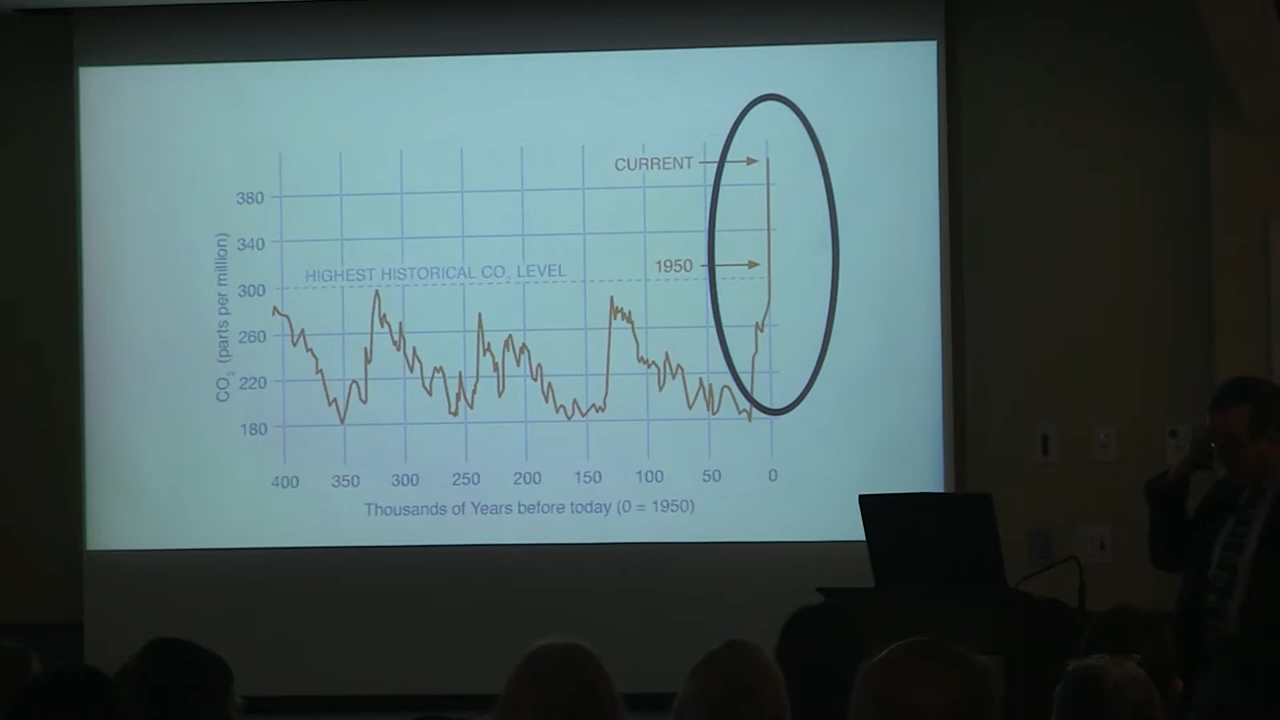 CURRENT
380
340
1950
HIGHEST HISTORICAL CO₂ LEVEL
300
260
220
180
CO₂ (parts per million)
400 350 300 250 200 150 100 50 0
Thousands of Years before today (0 = 1950)